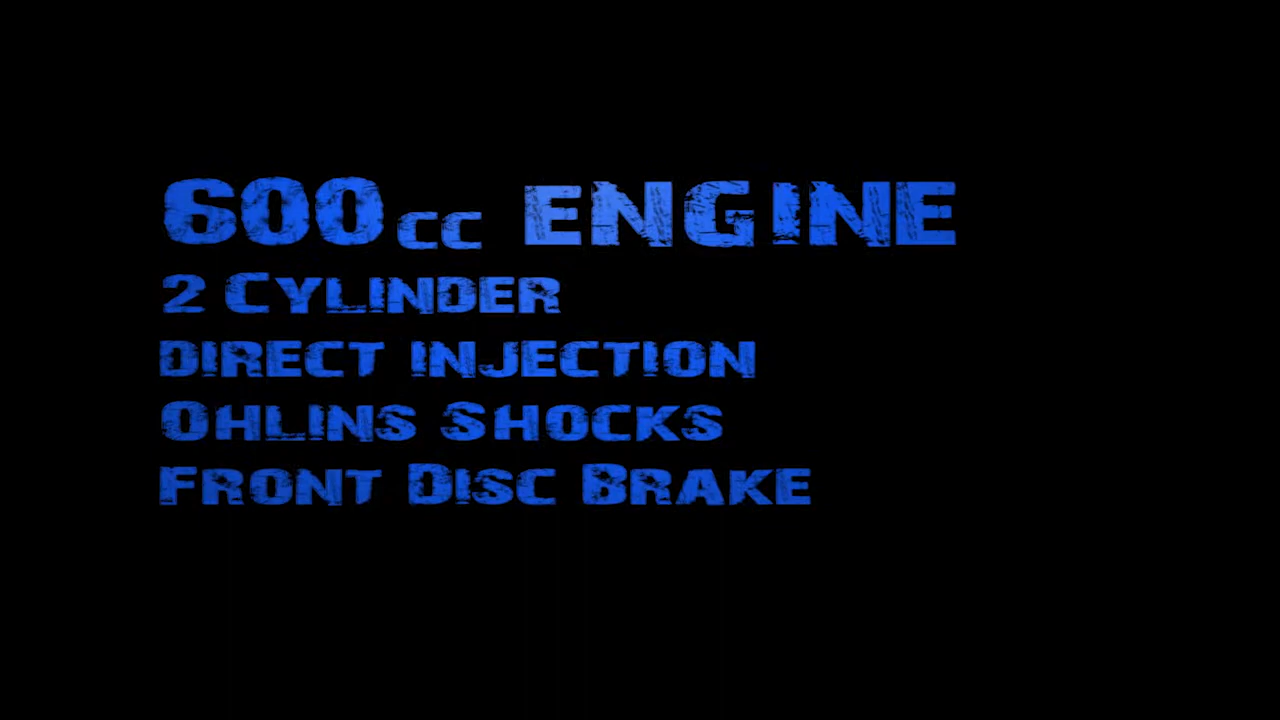 600cc ENGINE
2 CYLINDER
DIRECT INJECTION
OHLINS SHOCKS
FRONT DISC BRAKE